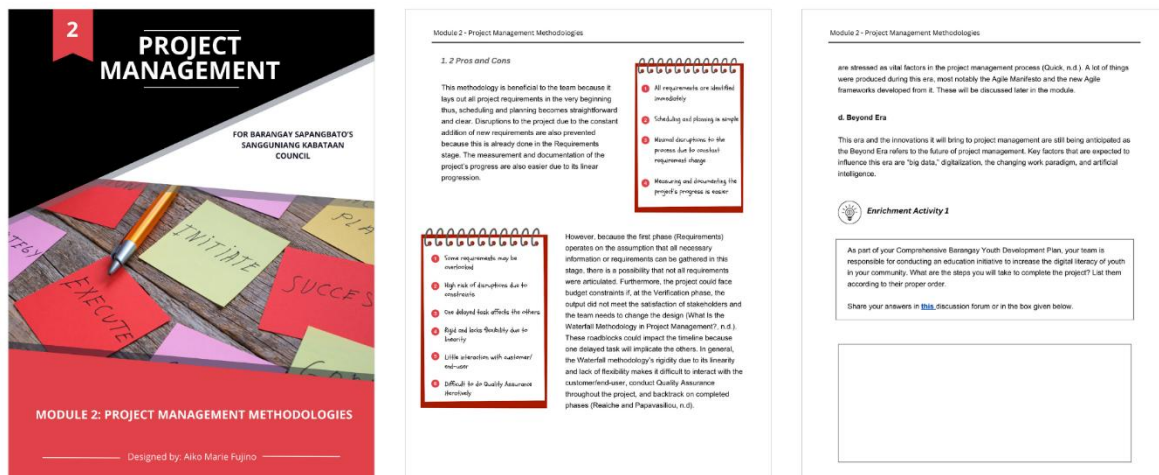 2
PROJECT
MANAGEMENT
FOR BARANGAY SAPANGBATO'S
SANGGUNIANG KABATAAN
COUNCIL
PLA
INITIATE
TEGY
SUCCES
EXECUTE
MODULE 2: PROJECT MANAGEMENT METHODOLOGIES
Designed by: Aiko Marie Fujino
Module 2 - Project Management Methodologies
1. 2 Pros and Cons
This methodology is beneficial to the team because it
lays out all project requirements in the very beginning
thus, scheduling and planning becomes straightforward
and clear. Disruptions to the project due to the constant
addition of new requirements are also prevented
because this is already done in the Requirements
stage. The measurement and documentation of the
project's progress are also easier due to its linear
progression.
1 All requirements are identified
immediately
2 Scheduling and planning is simple
3 Minimal disruptions to the
process due to constant
requirement change
4 Measuring and documenting the
project's progress is easier
1 Some requirements may be
overlooked
2 High risk of disruptions due to
constraints
3 One delayed task affects the others
4 Rigid and lacks flexibility due to
linearity
5 Little interaction with customer/
end-user
6 Difficult to do Quality Assurance
iteratively
However, because the first phase (Requirements)
operates on the assumption that all necessary
information or requirements can be gathered in this
stage, there is a possibility that not all requirements
were articulated. Furthermore, the project could face
budget constraints if, at the Verification phase, the
output did not meet the satisfaction of stakeholders and
the team needs to change the design (What Is the
Waterfall Methodology in Project Management?, n.d.).
These roadblocks could impact the timeline because
one delayed task will implicate the others. In general,
the Waterfall methodology's rigidity due to its linearity
and lack of flexibility makes it difficult to interact with the
customer/end-user, conduct Quality Assurance
throughout the project, and backtrack on completed
phases (Reaiche and Papavasiliou, n.d).
Module 2 - Project Management Methodologies
are stressed as vital factors in the project management process (Quick, n.d.). A lot of things
were produced during this era, most notably the Agile Manifesto and the new Agile
frameworks developed from it. These will be discussed later in the module.
d. Beyond Era
This era and the innovations it will bring to project management are still being anticipated as
the Beyond Era refers to the future of project management. Key factors that are expected to
influence this era are "big data," digitalization, the changing work paradigm, and artificial
intelligence.
Enrichment Activity 1
As part of your Comprehensive Barangay Youth Development Plan, your team is
responsible for conducting an education initiative to increase the digital literacy of youth
in your community. What are the steps you will take to complete the project? List them
according to their proper order.
Share your answers in this discussion forum or in the box given below.